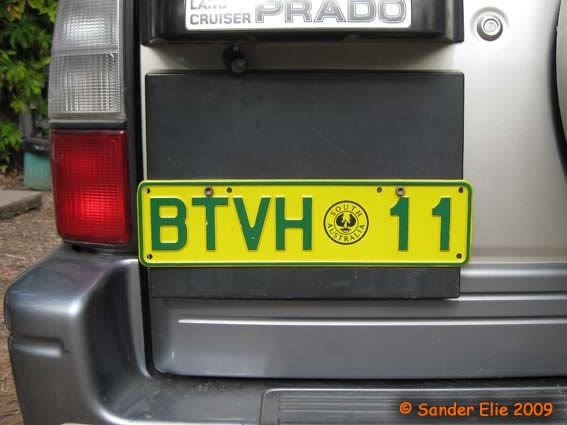 LAND PRADO
CRUISER
BTVH SOUTH AUSTRALIA 11
© Sander Elie 2009